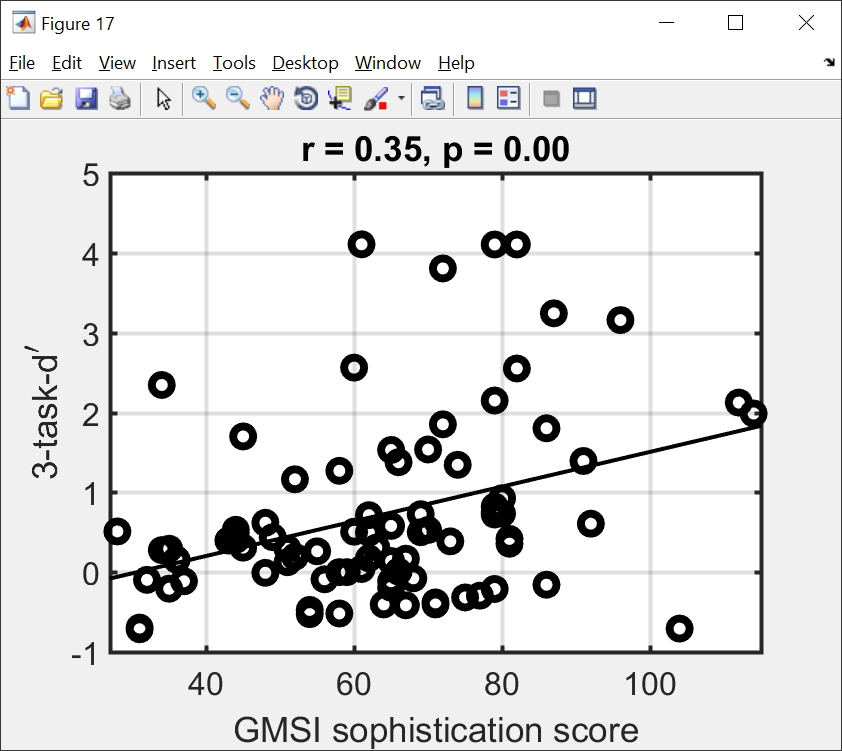 Figure 17
File Edit View Insert Tools Desktop Window Help
r = 0.35, p = 0.00
5
4
3
2
1
0
-1
3-task-d′
40 60 80 100
GMSI sophistication score